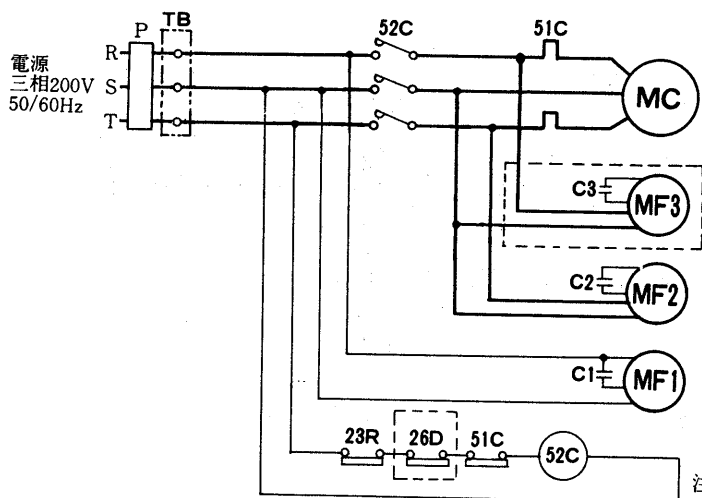 TB
P
52C
51C
R
電源
三相200V
S
50/60Hz
T
MC
C3
MF3
C2
MF2
C1
MF1
23R
26D
51C
52C
注